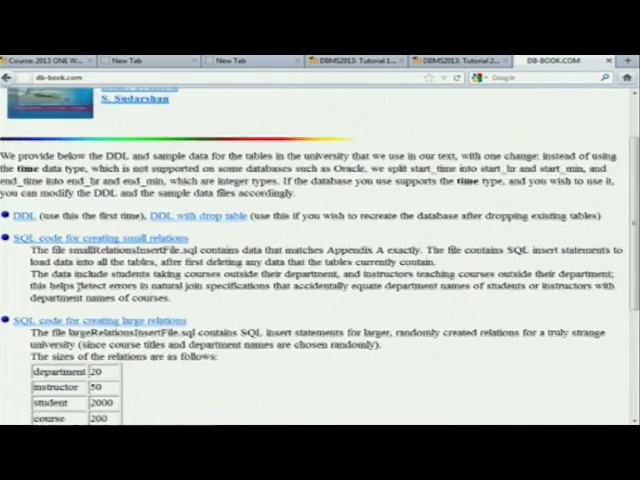 Course: 2013 ONE W...
New Tab
New Tab
DBMS2013: Tutorial 1...
DBMS2013: Tutorial 2...
DB-BOOK.COM
db-book.com
Google
S. Sudarshan
We provide below the DDL and sample data for the tables in the university that we use in our text, with one change: instead of using
the time data type, which is not supported on some databases such as Oracle, we split start_time into start_hr and start_min, and
end_time into end_hr and end_min, which are integer types. If the database you use supports the time type, and you wish to use it,
you can modify the DDL and the sample data files accordingly.
DDL (use this the first time), DDL with drop table (use this if you wish to recreate the database after dropping existing tables)
SQL code for creating small relations
The file smallRelationsInsertFile.sql contains data that matches Appendix A exactly. The file contains SQL insert statements to
load data into all the tables, after first deleting any data that the tables currently contain.
The data include students taking courses outside their department, and instructors teaching courses outside their department;
this helps detect errors in natural join specifications that accidentally equate department names of students or instructors with
department names of courses.
SQL code for creating large relations
The file largeRelationsInsertFile.sql contains SQL insert statements for larger, randomly created relations for a truly strange
university (since course titles and department names are chosen randomly).
The sizes of the relations are as follows:
department 20
instructor 50
student 2000
course 200